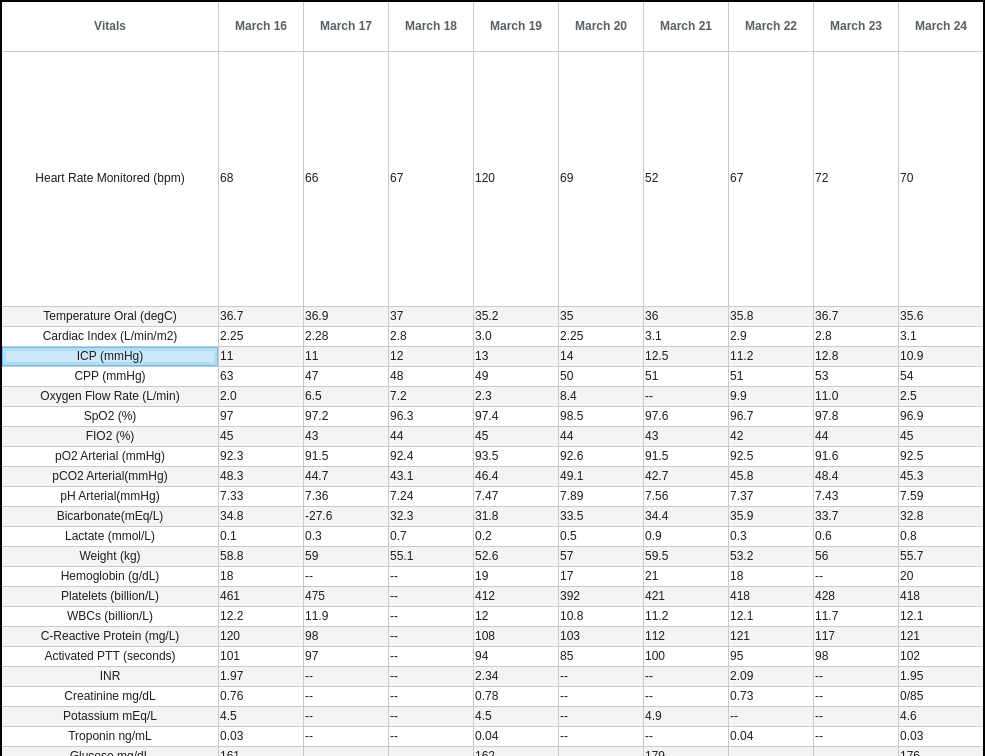 Vitals March 16 March 17 March 18 March 19 March 20 March 21 March 22 March 23 March 24
Heart Rate Monitored (bpm) 68 66 67 120 69 52 67 72 70
Temperature Oral (degC) 36.7 36.9 37 35.2 35 36 35.8 36.7 35.6
Cardiac Index (L/min/m2) 2.25 2.28 2.8 3.0 2.25 3.1 2.9 2.8 3.1
ICP (mmHg) 11 11 12 13 14 12.5 11.2 12.8 10.9
CPP (mmHg) 63 47 48 49 50 51 51 53 54
Oxygen Flow Rate (L/min) 2.0 6.5 7.2 2.3 8.4 -- 9.9 11.0 2.5
SpO2 (%) 97 97.2 96.3 97.4 98.5 97.6 96.7 97.8 96.9
FIO2 (%) 45 43 44 45 44 43 42 44 45
pO2 Arterial (mmHg) 92.3 91.5 92.4 93.5 92.6 91.5 92.5 91.6 92.5
pCO2 Arterial(mmHg) 48.3 44.7 43.1 46.4 49.1 42.7 45.8 48.4 45.3
pH Arterial(mmHg) 7.33 7.36 7.24 7.47 7.89 7.56 7.37 7.43 7.59
Bicarbonate(mEq/L) 34.8 -27.6 32.3 31.8 33.5 34.4 35.9 33.7 32.8
Lactate (mmol/L) 0.1 0.3 0.7 0.2 0.5 0.9 0.3 0.6 0.8
Weight (kg) 58.8 59 55.1 52.6 57 59.5 53.2 56 55.7
Hemoglobin (g/dL) 18 -- -- 19 17 21 18 -- 20
Platelets (billion/L) 461 475 -- 412 392 421 418 428 418
WBCs (billion/L) 12.2 11.9 -- 12 10.8 11.2 12.1 11.7 12.1
C-Reactive Protein (mg/L) 120 98 -- 108 103 112 121 117 121
Activated PTT (seconds) 101 97 -- 94 85 100 95 98 102
INR 1.97 -- -- 2.34 -- -- 2.09 -- 1.95
Creatinine mg/dL 0.76 -- -- 0.78 -- -- 0.73 -- 0/85
Potassium mEq/L 4.5 -- -- 4.5 -- 4.9 -- -- 4.6
Troponin ng/mL 0.03 -- -- 0.04 -- -- 0.04 -- 0.03
Glucose mg/dL 161 162 179 176